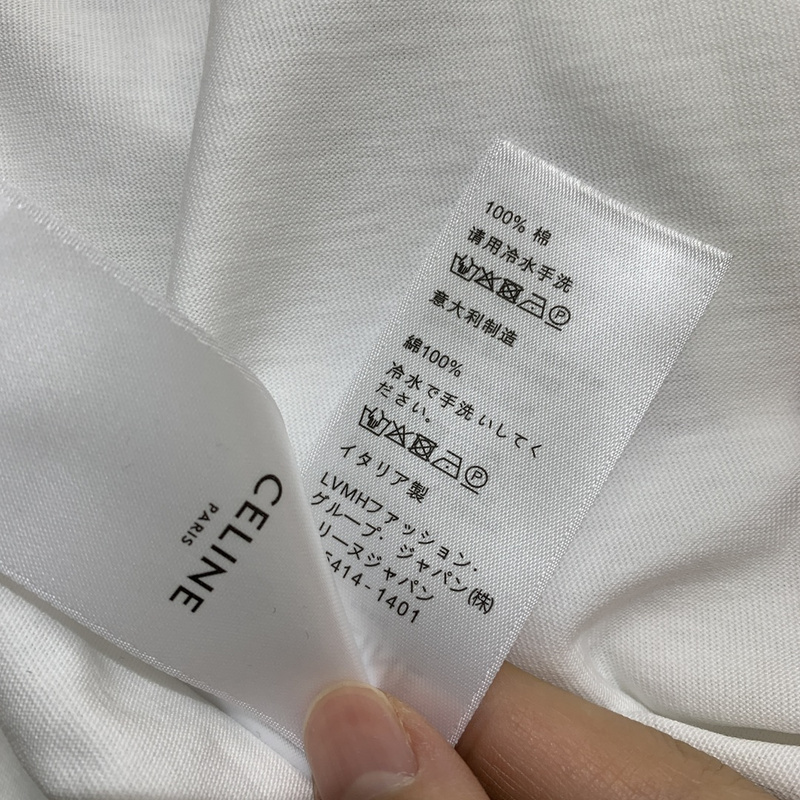 100% 棉
请用冷水手洗
P
意大利制造
綿100%
冷水で手洗いしてく
ださい。
P
イタリア製
LVMHファッション・
グループ・ジャパン(株)
リーヌジャパン
5414-1401
CELINE
PARIS